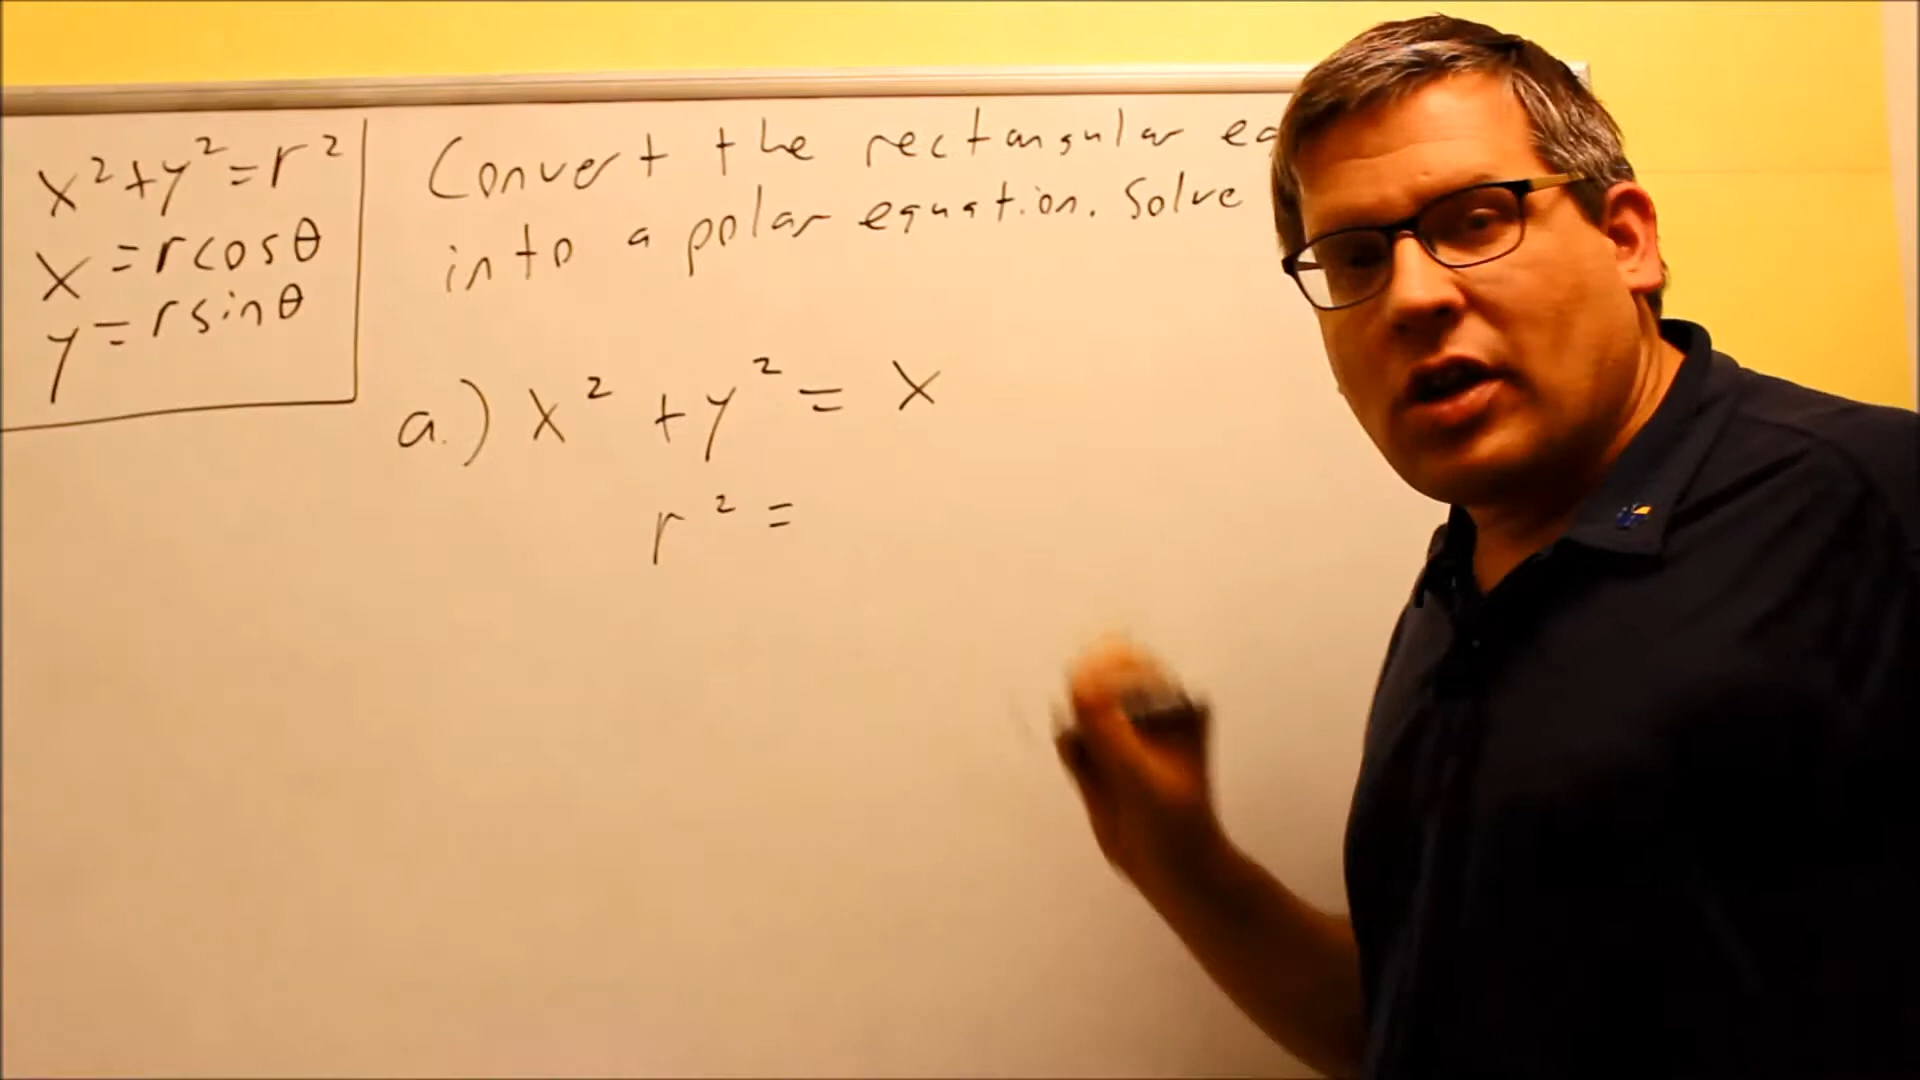 x²+y²=r²
x=rcosθ
y=rsinθ
Convert the rectangular
into a polar equation. Solve
a.) x²+y²=x
r²=